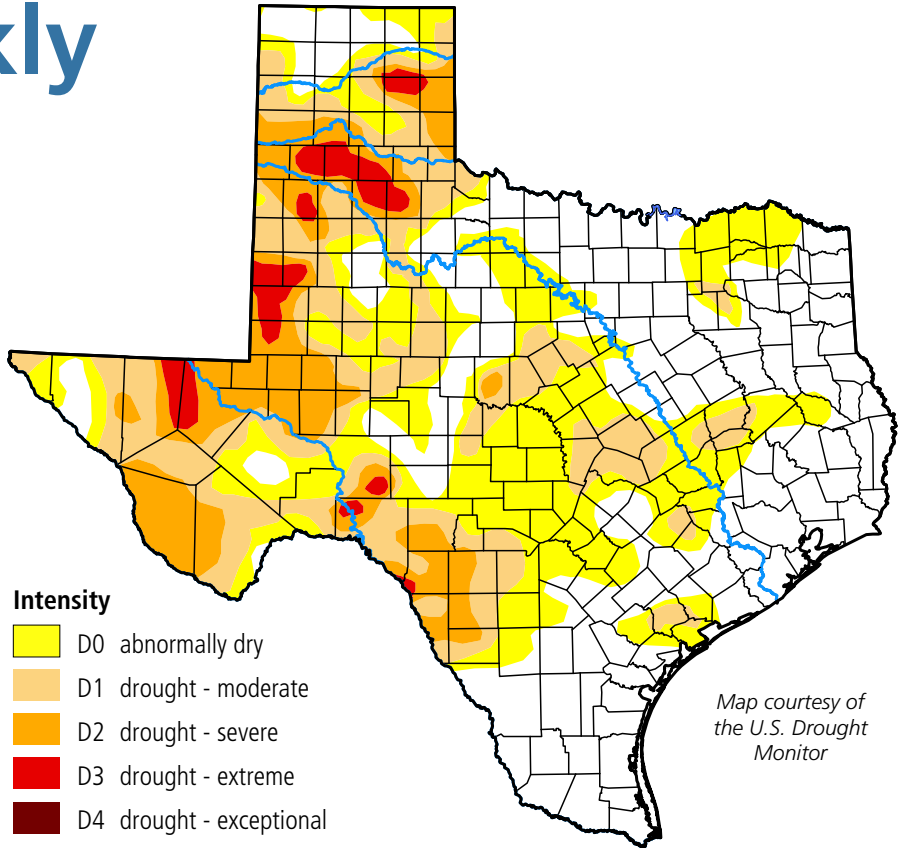 kly
Intensity
D0 abnormally dry
D1 drought - moderate
D2 drought - severe
D3 drought - extreme
D4 drought - exceptional
Map courtesy of
the U.S. Drought
Monitor